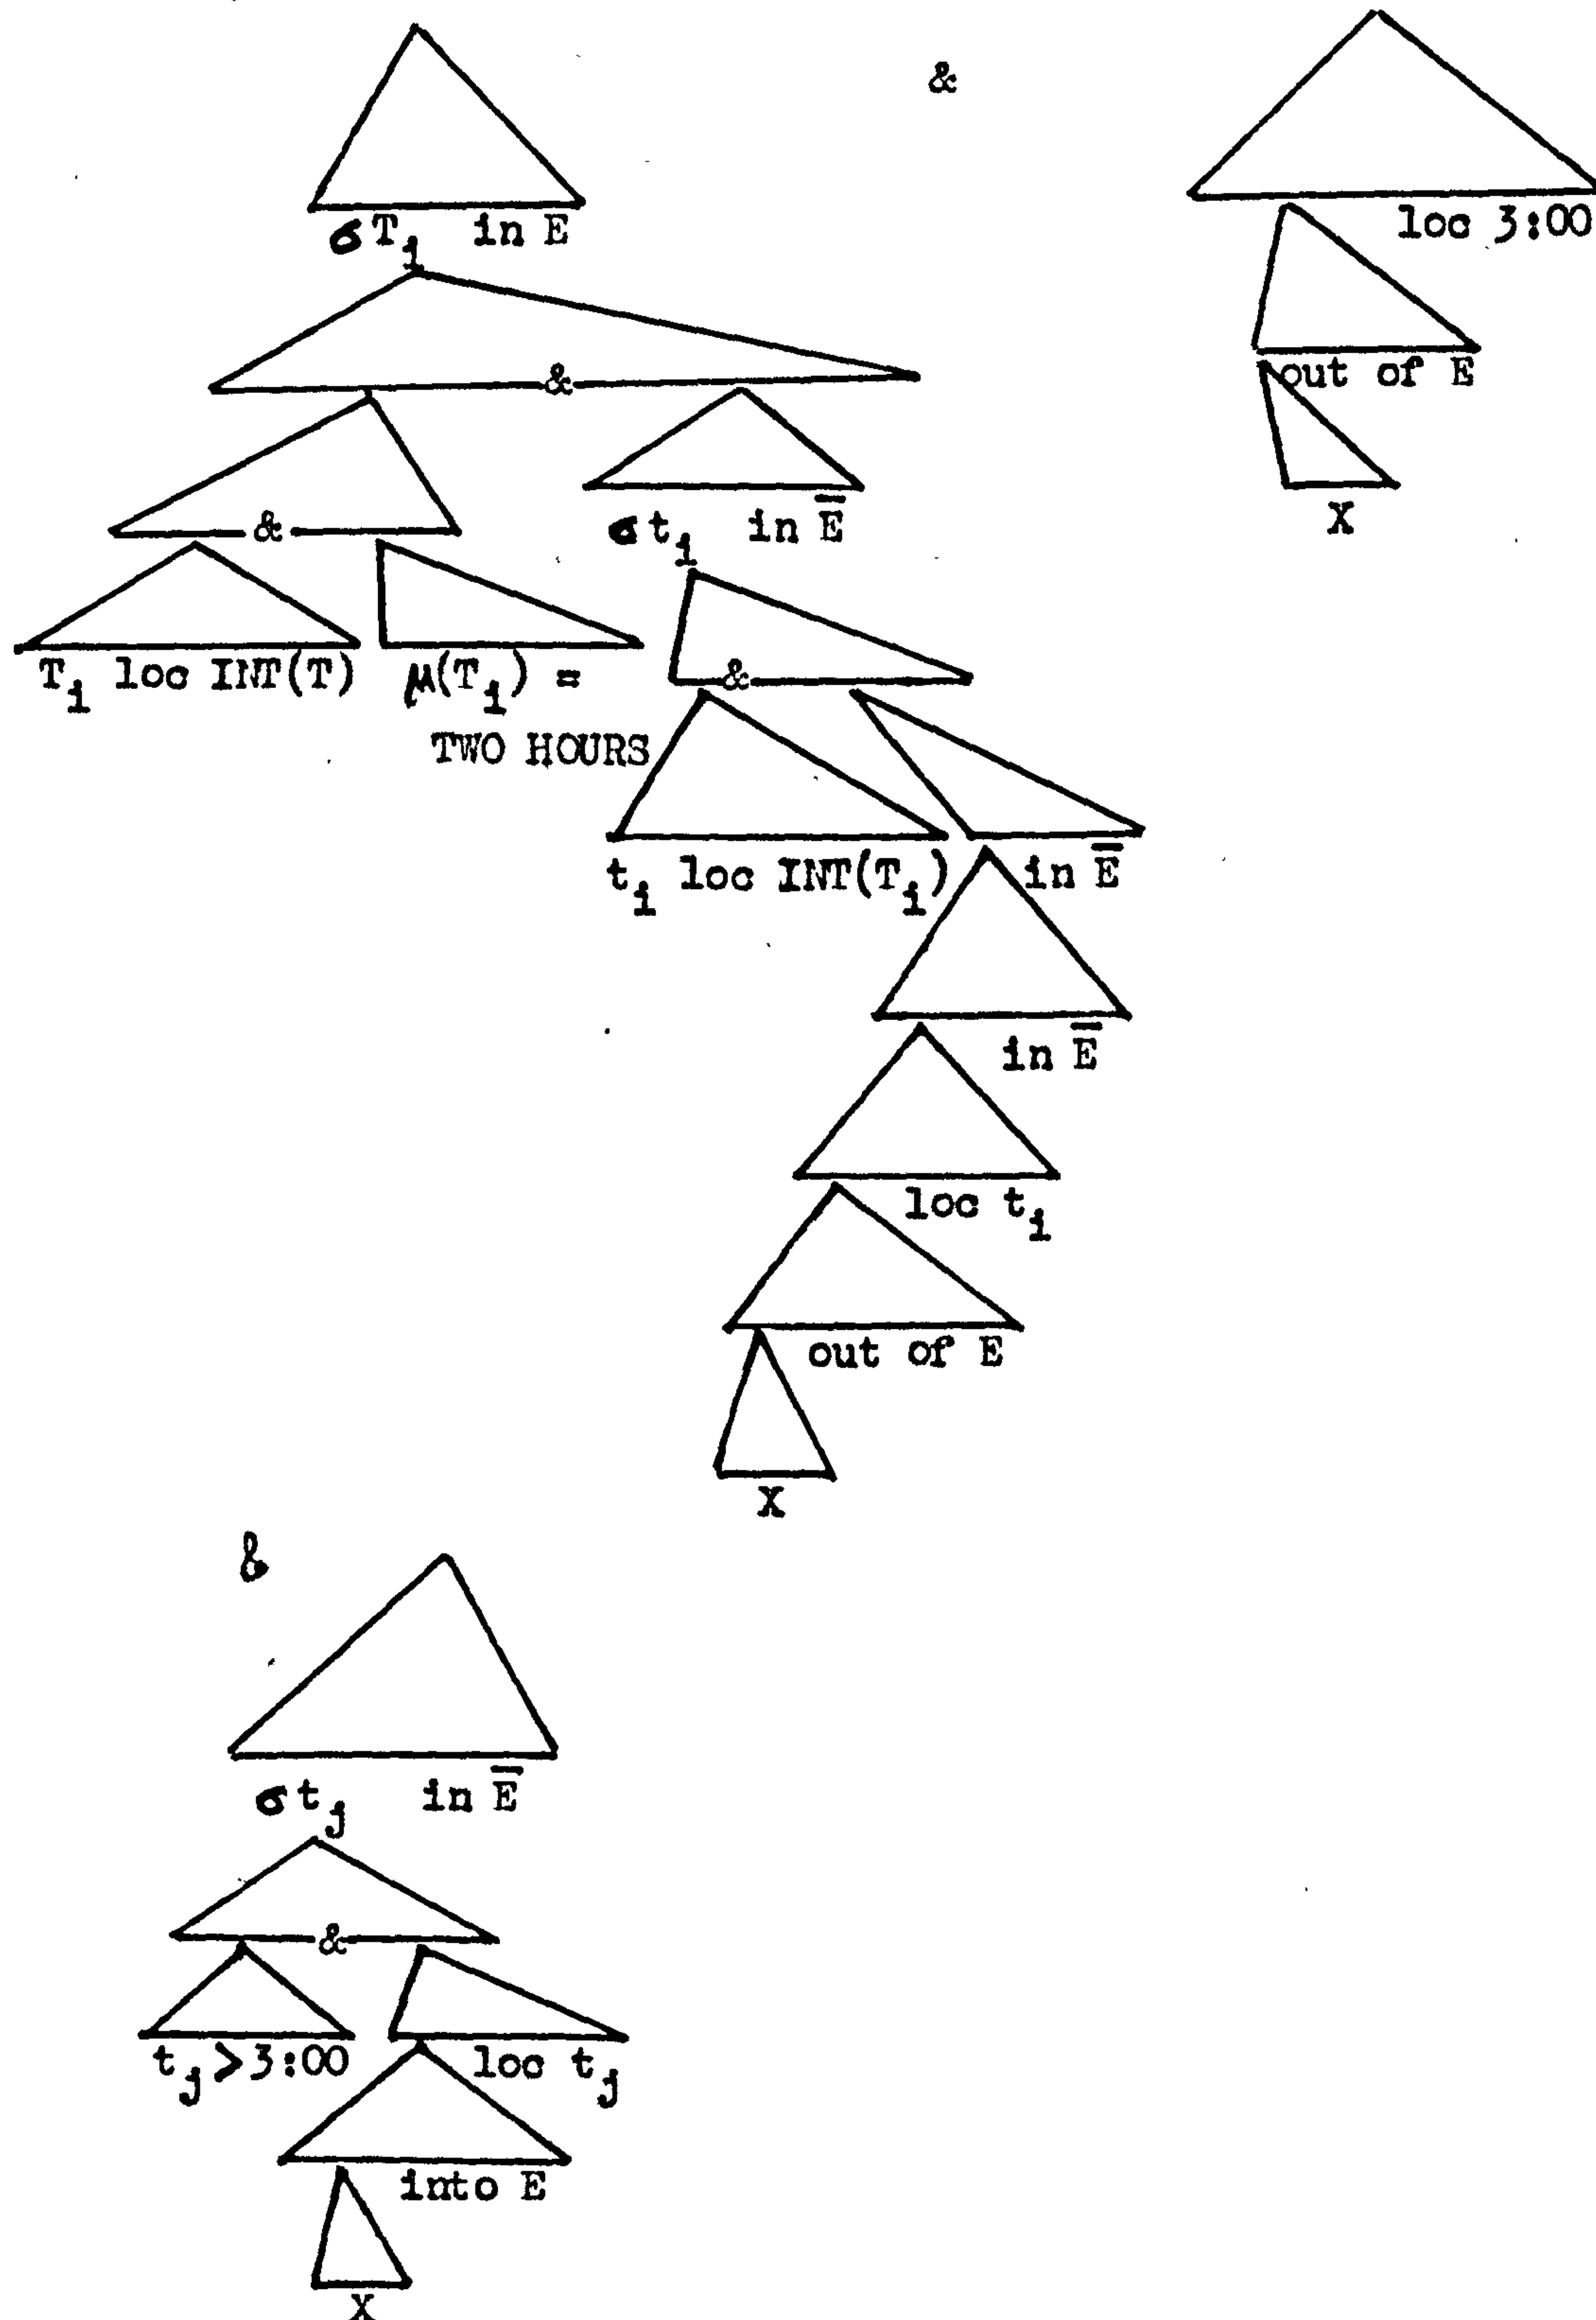 &
σT_i in E
loc 3:00
out of E
&
X
&
σt_i in E̅
T_i loc INT(T) μ(T_i) =
TWO HOURS
&
t_i loc INT(T_i) in E̅
in E̅
loc t_i
out of E
X
&
σt_j in E̅
&
t_j > 3:00 loc t_j
into E
X